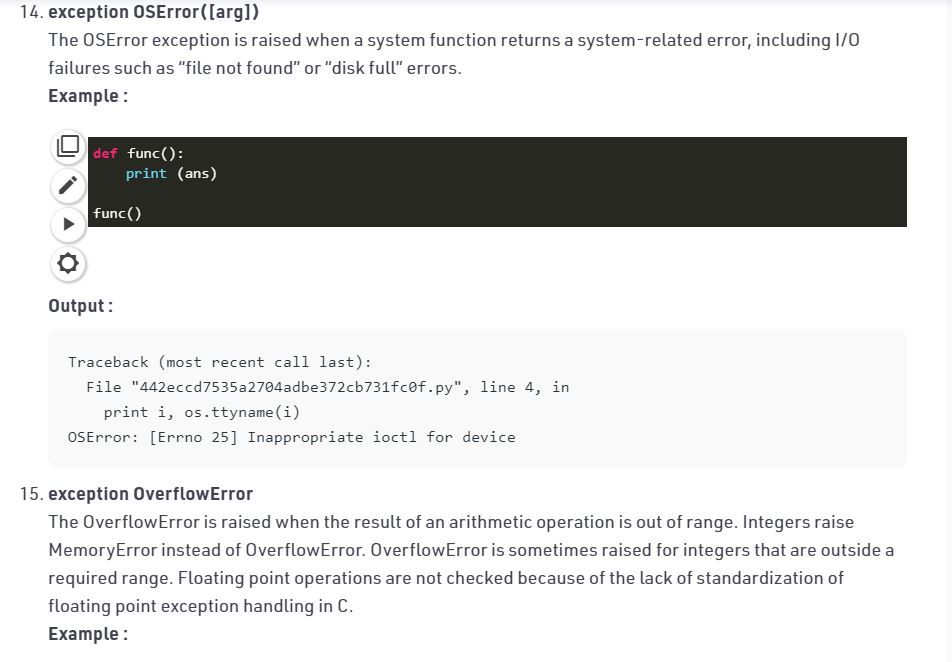 14. exception OSError([arg])
The OSError exception is raised when a system function returns a system-related error, including I/O
failures such as “file not found” or “disk full” errors.
Example :
def func():
    print (ans)
func()
Output :
Traceback (most recent call last):
  File "442eccd7535a2704adbe372cb731fc0f.py", line 4, in
    print i, os.ttyname(i)
OSError: [Errno 25] Inappropriate ioctl for device
15. exception OverflowError
The OverflowError is raised when the result of an arithmetic operation is out of range. Integers raise
MemoryError instead of OverflowError. OverflowError is sometimes raised for integers that are outside a
required range. Floating point operations are not checked because of the lack of standardization of
floating point exception handling in C.
Example :